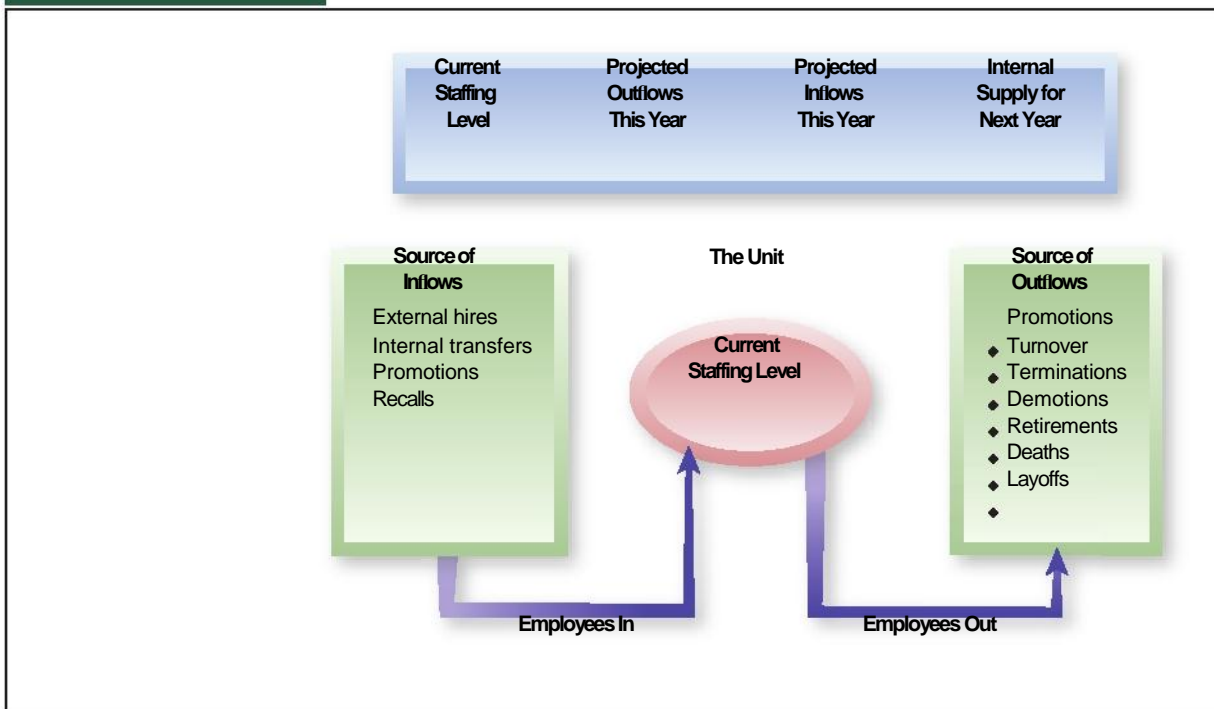 Current
Staffing
Level
Projected
Outflows
This Year
Projected
Inflows
This Year
Internal
Supply for
Next Year
Source of
Inflows
External hires
Internal transfers
Promotions
Recalls
The Unit
Current
Staffing Level
Source of
Outflows
Promotions
Turnover
Terminations
Demotions
Retirements
Deaths
Layoffs
Employees In
Employees Out